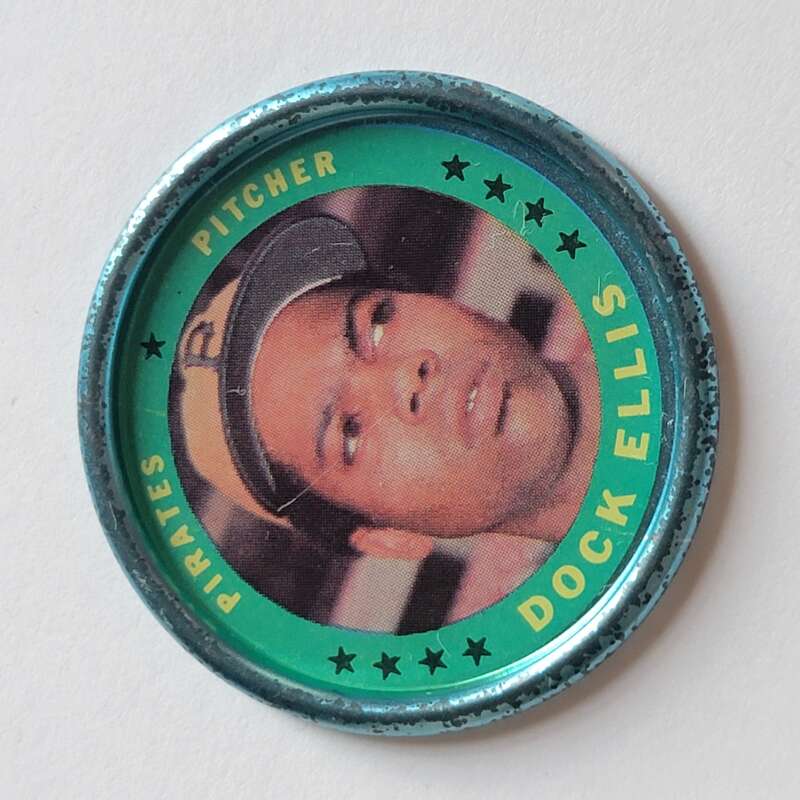 PIRATES
PITCHER
DOCK ELLIS
P